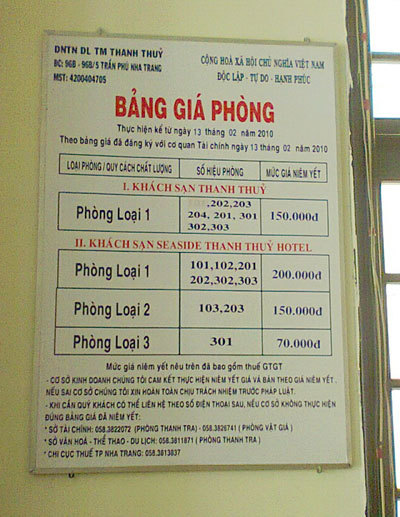 DNTN DL TM THANH THUỶ
ĐC: 96B - 96B/5 TRẦN PHÚ NHA TRANG
MST: 4200404705
CỘNG HOÀ XÃ HỘI CHỦ NGHĨA VIỆT NAM
ĐỘC LẬP - TỰ DO - HẠNH PHÚC
BẢNG GIÁ PHÒNG
Thực hiện kể từ ngày 13 tháng 02 năm 2010
Theo bảng giá đã đăng ký với cơ quan Tài chính ngày 13 tháng 02 năm 2010
LOẠI PHÒNG / QUY CÁCH CHẤT LƯỢNG SỐ HIỆU PHÒNG MỨC GIÁ NIÊM YẾT
I. KHÁCH SẠN THANH THUỶ
Phòng Loại 1 ,202,203 150.000đ
204, 201, 301
302,303
II. KHÁCH SẠN SEASIDE THANH THUỶ HOTEL
Phòng Loại 1 101,102,201 200.000đ
202,302,303
Phòng Loại 2 103,203 150.000đ
Phòng Loại 3 301 70.000đ
Mức giá niêm yết nêu trên đã bao gồm thuế GTGT
- CƠ SỞ KINH DOANH CHÚNG TÔI CAM KẾT THỰC HIỆN NIÊM YẾT GIÁ VÀ BÁN THEO GIÁ NIÊM YẾT .
NẾU SAI CƠ SỞ CHÚNG TÔI XIN HOÀN TOÀN CHỊU TRÁCH NHIỆM TRƯỚC PHÁP LUẬT.
- KHI CẦN QUÝ KHÁCH CÓ THỂ LIÊN HỆ THEO SỐ ĐIỆN THOẠI SAU, NẾU CƠ SỞ KHÔNG THỰC HIỆN
ĐÚNG BẢNG GIÁ ĐÃ NIÊM YẾT:
* SỞ TÀI CHÍNH: 058.3822072 (PHÒNG THANH TRA) - 058.3826741 ( PHÒNG VẬT GIÁ )
* SỞ VĂN HOÁ - THỂ THAO - DU LỊCH: 058.3811871 ( PHÒNG THANH TRA )
* CHI CỤC THUẾ TP NHA TRANG: 058.3813837